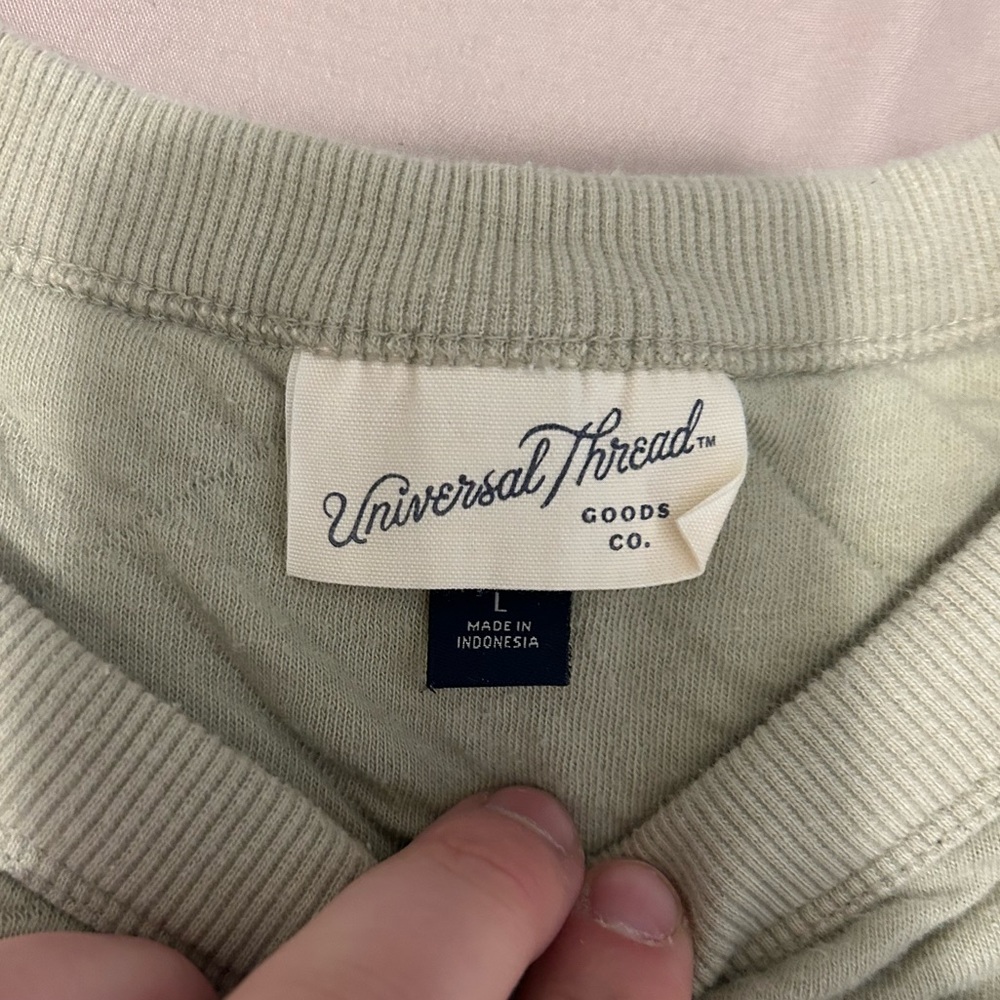 Universal Thread™
GOODS
CO.
L
MADE IN
INDONESIA